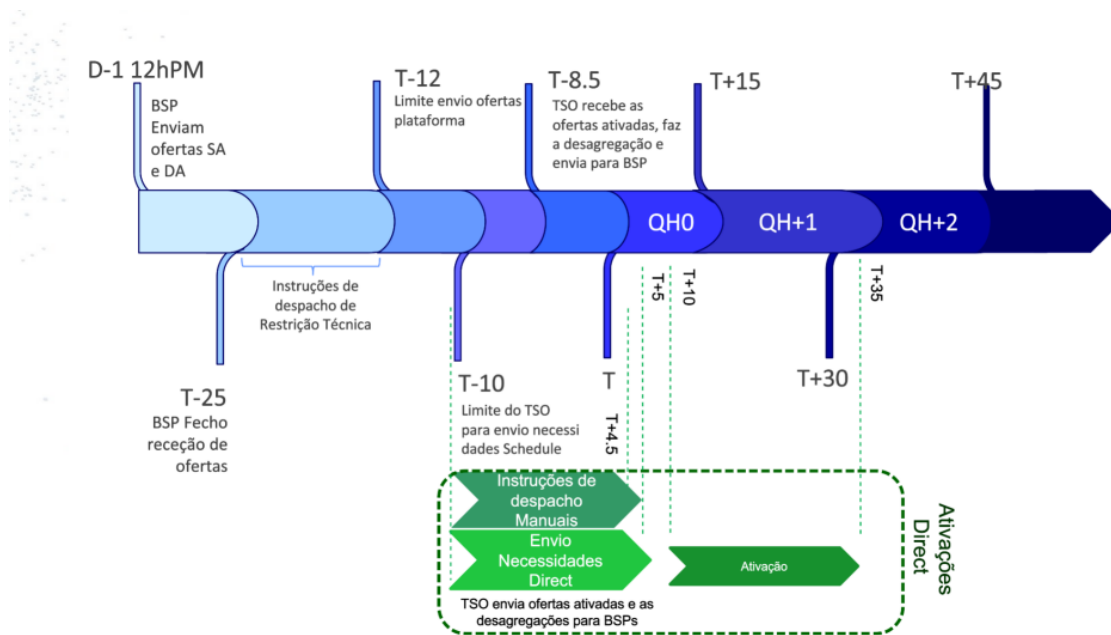 D-1 12hPM
BSP
Enviam
ofertas SA
e DA
T-12
Limite envio ofertas
plataforma
T-8.5
TSO recebe as
ofertas ativadas, faz
a desagregação e
envia para BSP
T+15
T+45
QH0
QH+1
QH+2
Instruções de
despacho de
Restrição Técnica
T+5
T+10
T+35
T-25
BSP Fecho
receção de
ofertas
T-10
Limite do TSO
para envio necessi
dades Schedule
T
T+4.5
T+30
Instruções de
despacho
Manuais
Envio
Necessidades
Direct
Ativação
TSO envia ofertas ativadas e as
desagregações para BSPs
Ativações
Direct